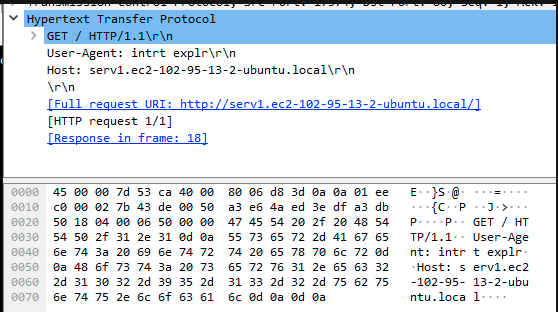 Hypertext Transfer Protocol
GET / HTTP/1.1\r\n
User-Agent: intrt explr\r\n
Host: serv1.ec2-102-95-13-2-ubuntu.local\r\n
\r\n
[Full request URI: http://serv1.ec2-102-95-13-2-ubuntu.local/]
[HTTP request 1/1]
[Response in frame: 18]
0000 45 00 00 7d 53 ca 40 00 80 06 d8 3d 0a 0a 01 ee E··}S·@· ···=····
0010 c0 00 02 7b 43 de 00 50 a3 e6 4a ed 3e df a3 db ···{C··P ··J·>···
0020 50 18 04 00 06 50 00 00 47 45 54 20 2f 20 48 54 P····P·· GET / HT
0030 54 50 2f 31 2e 31 0d 0a 55 73 65 72 2d 41 67 65 TP/1.1·· User-Age
0040 6e 74 3a 20 69 6e 74 72 74 20 65 78 70 6c 72 0d nt: intr t explr·
0050 0a 48 6f 73 74 3a 20 73 65 72 76 31 2e 65 63 32 ·Host: s erv1.ec2
0060 2d 31 30 32 2d 39 35 2d 31 33 2d 32 2d 75 62 75 -102-95- 13-2-ubu
0070 6e 74 75 2e 6c 6f 63 61 6c 0d 0a 0d 0a ntu.loca l····